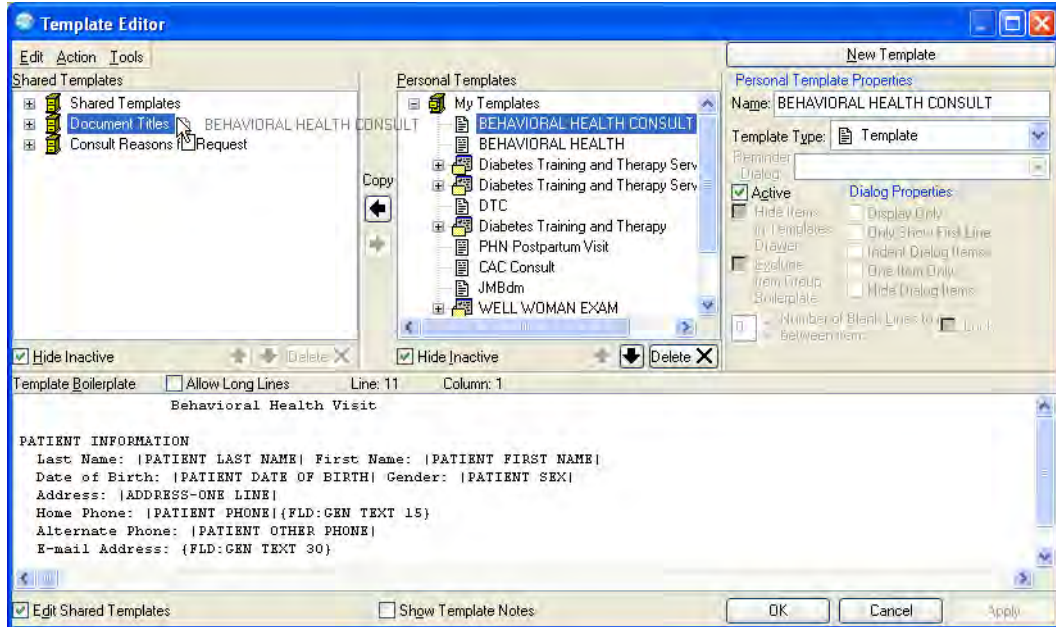 Template Editor
Edit Action Tools
New Template
Shared Templates
Shared Templates
Document Titles
BEHAVIORAL HEALTH CONSULT
Consult Reasons f Request
Copy
Personal Templates
My Templates
BEHAVIORAL HEALTH CONSULT
BEHAVIORAL HEALTH
Diabetes Training and Therapy Serv
Diabetes Training and Therapy Serv
DTC
Diabetes Training and Therapy
PHN Postpartum Visit
CAC Consult
JMBdm
WELL WOMAN EXAM
Personal Template Properties
Name: BEHAVIORAL HEALTH CONSULT
Template Type: Template
Reminder
Dialog:
Active
Dialog Properties
Hide Items
in Templates
Drawer
Exclude
from Group
Boilerplate
Display Only
Only Show First Line
Indent Dialog Items
One Item Only
Hide Dialog Items
0
Number of Blank Lines to
between items
Lock
Hide Inactive
Delete
Hide Inactive
Delete
Template Boilerplate
Allow Long Lines
Line: 11
Column: 1
Behavioral Health Visit
PATIENT INFORMATION
Last Name: |PATIENT LAST NAME| First Name: |PATIENT FIRST NAME|
Date of Birth: |PATIENT DATE OF BIRTH| Gender: |PATIENT SEX|
Address: |ADDRESS-ONE LINE|
Home Phone: |PATIENT PHONE|{FLD:GEN TEXT 15}
Alternate Phone: |PATIENT OTHER PHONE|
E-mail Address: {FLD:GEN TEXT 30}
Edit Shared Templates
Show Template Notes
OK
Cancel
Apply